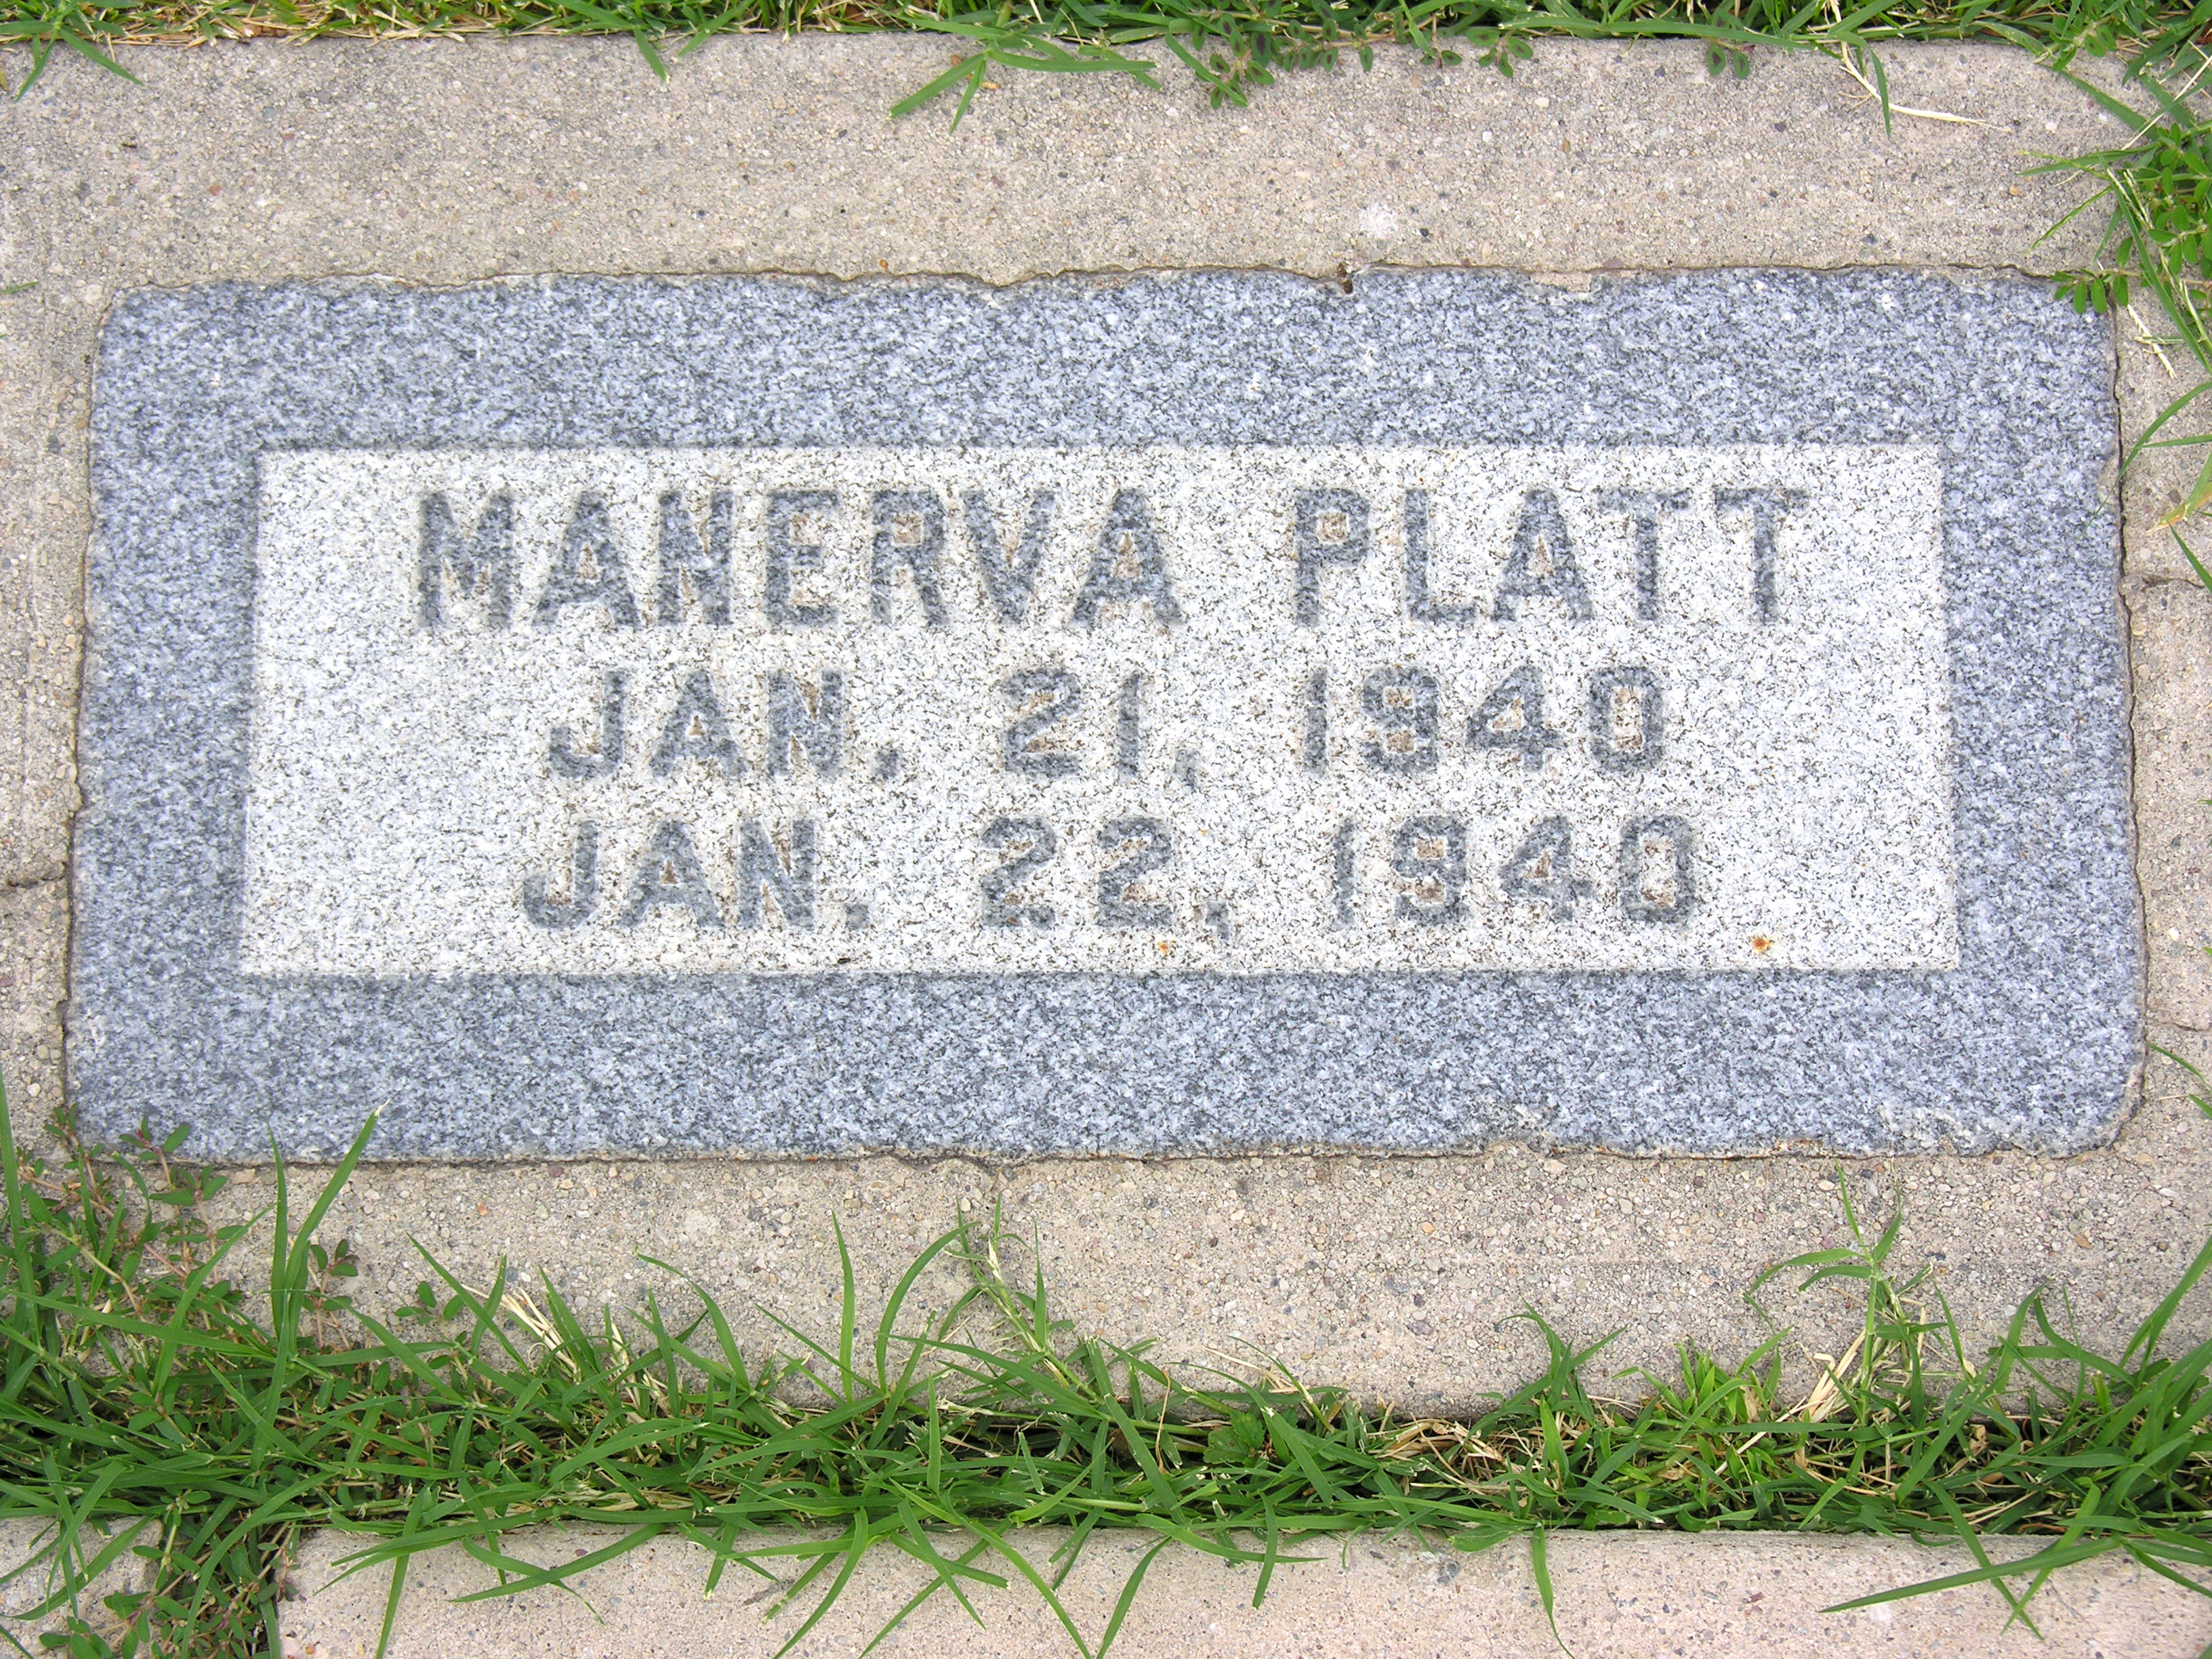 MANERVA PLATT
JAN. 21, 1940
JAN. 22, 1940